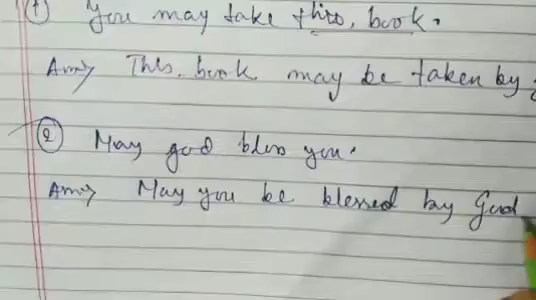 (1) You may take this, book.
Ans→ This. book may be taken by
(2) May god bless you.
Ans→ May you be blessed by God